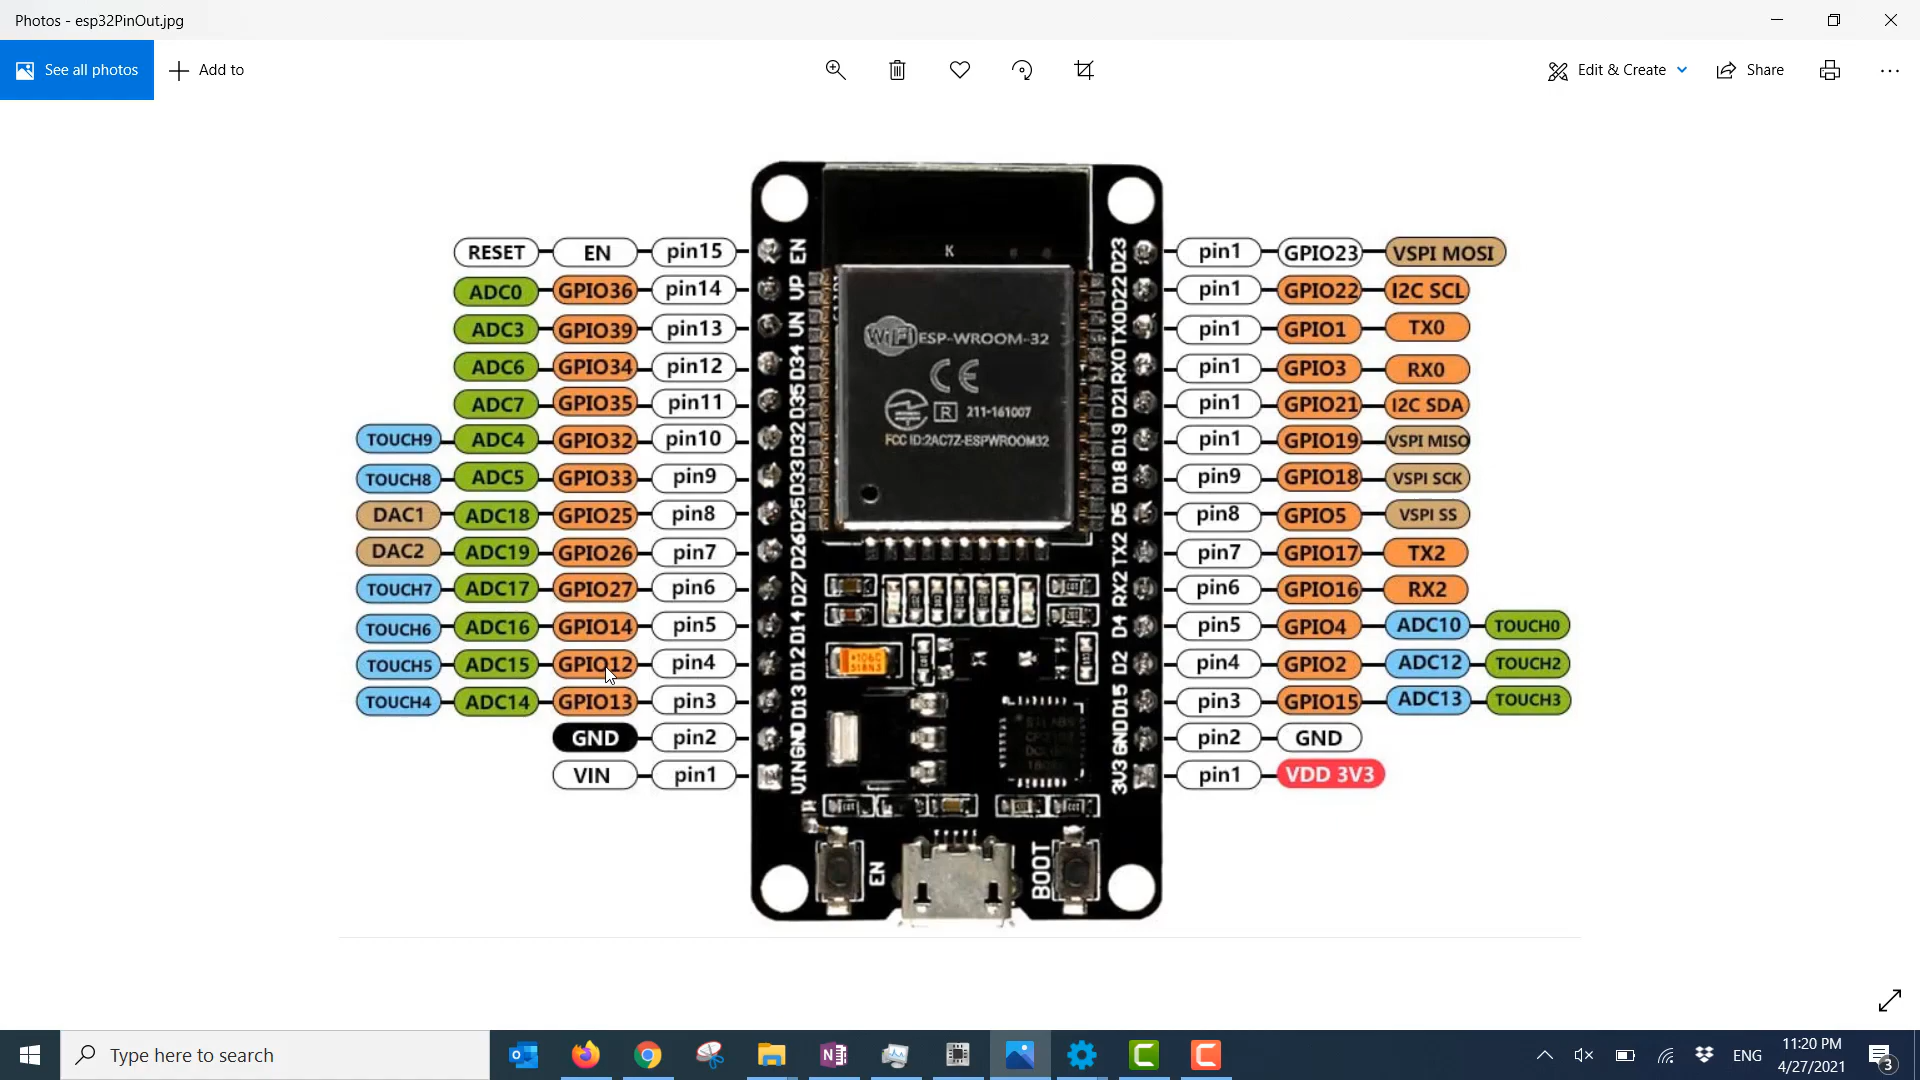 Photos - esp32PinOut.jpg
See all photos
Add to
Edit & Create
Share
RESET EN pin15 EN D23 pin1 GPIO23 VSPI MOSI
K
ADC0 GPIO36 pin14 UP D22 pin1 GPIO22 I2C SCL
ADC3 GPIO39 pin13 UN TX0 pin1 GPIO1 TX0
WiFi ESP-WROOM-32
ADC6 GPIO34 pin12 D34 RX0 pin1 GPIO3 RX0
CE
ADC7 GPIO35 pin11 D35 D21 pin1 GPIO21 I2C SDA
R 211-161007
TOUCH9 ADC4 GPIO32 pin10 D32 D19 pin1 GPIO19 VSPI MISO
FCC ID:2AC7Z-ESPWROOM32
TOUCH8 ADC5 GPIO33 pin9 D33 D18 pin9 GPIO18 VSPI SCK
DAC1 ADC18 GPIO25 pin8 D25 D5 pin8 GPIO5 VSPI SS
DAC2 ADC19 GPIO26 pin7 D26 TX2 pin7 GPIO17 TX2
TOUCH7 ADC17 GPIO27 pin6 D27 RX2 pin6 GPIO16 RX2
TOUCH6 ADC16 GPIO14 pin5 D14 D4 pin5 GPIO4 ADC10 TOUCH0
TOUCH5 ADC15 GPIO12 pin4 D12 D2 pin4 GPIO2 ADC12 TOUCH2
TOUCH4 ADC14 GPIO13 pin3 D13 D15 pin3 GPIO15 ADC13 TOUCH3
GND pin2 GND GND pin2 GND
VIN pin1 VIN 3V3 pin1 VDD 3V3
EN
BOOT
Type here to search
ENG
11:20 PM
4/27/2021
3